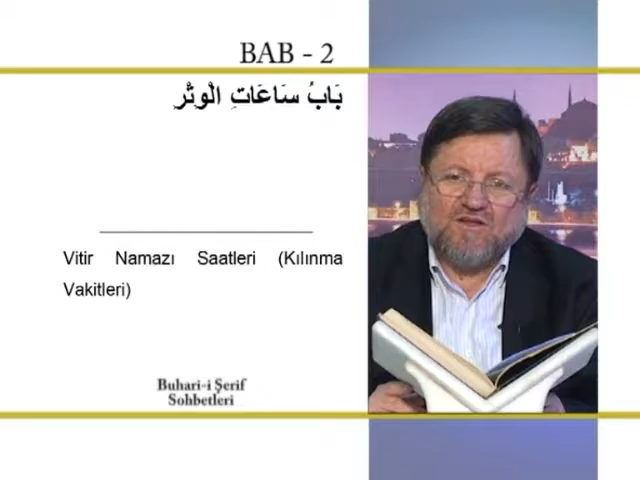 BAB - 2
بَابُ سَاعَاتِ الْوِتْرِ
Vitir Namazı Saatleri (Kılınma
Vakitleri)
Buhari-i Şerif
Sohbetleri